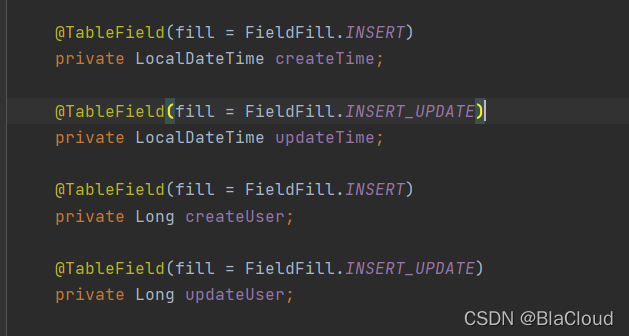 @TableField(fill = FieldFill.INSERT)
private LocalDateTime createTime;
@TableField(fill = FieldFill.INSERT_UPDATE)
private LocalDateTime updateTime;
@TableField(fill = FieldFill.INSERT)
private Long createUser;
@TableField(fill = FieldFill.INSERT_UPDATE)
private Long updateUser;
CSDN @BlaCloud